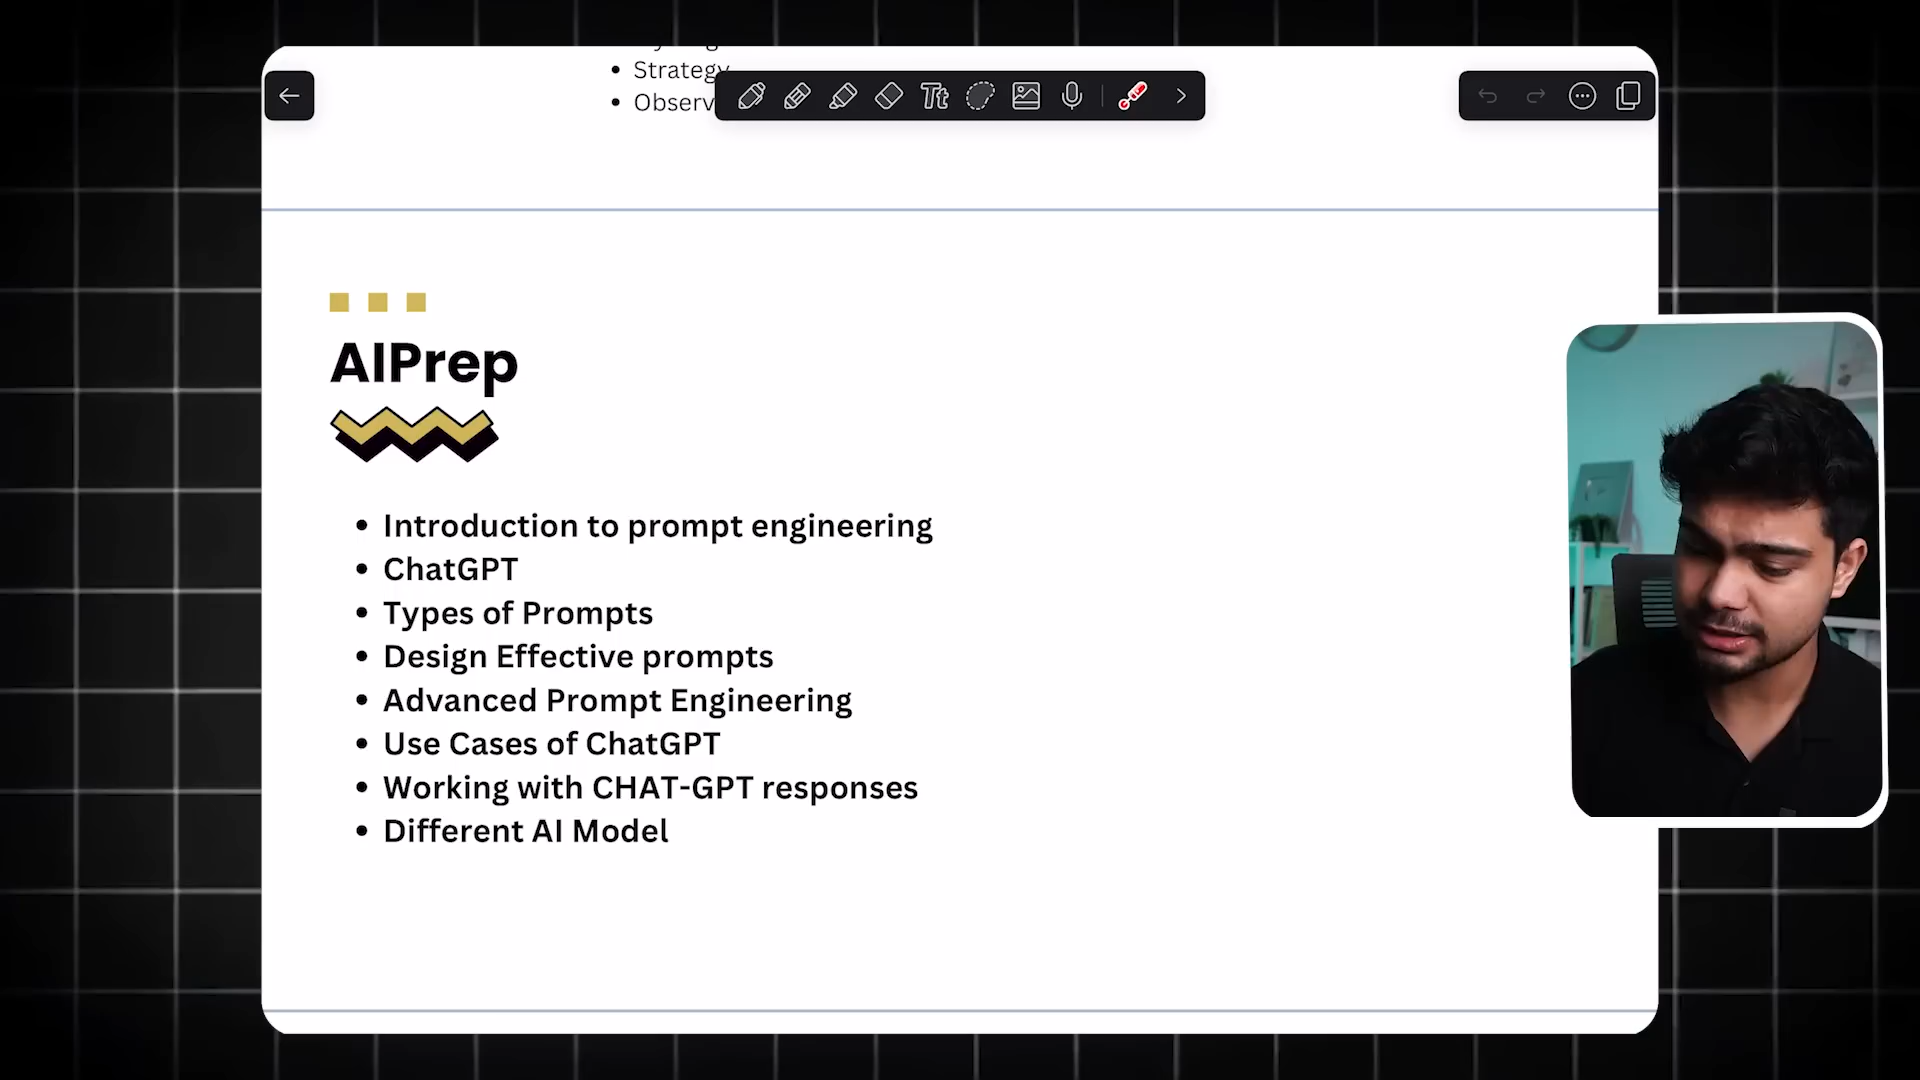 Strategy
Observ
Tt
AIPrep
• Introduction to prompt engineering
• ChatGPT
• Types of Prompts
• Design Effective prompts
• Advanced Prompt Engineering
• Use Cases of ChatGPT
• Working with CHAT-GPT responses
• Different AI Model